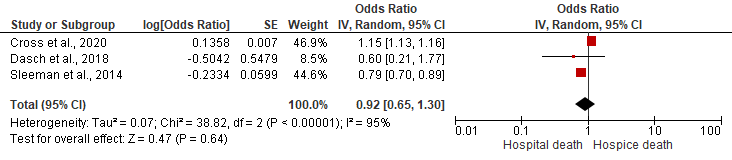 Odds Ratio Odds Ratio
Study or Subgroup log[Odds Ratio] SE Weight IV, Random, 95% CI IV, Random, 95% CI
Cross et al., 2020 0.1358 0.007 46.9% 1.15 [1.13, 1.16]
Dasch et al., 2018 -0.5042 0.5479 8.5% 0.60 [0.21, 1.77]
Sleeman et al., 2014 -0.2334 0.0599 44.6% 0.79 [0.70, 0.89]
Total (95% CI) 100.0% 0.92 [0.65, 1.30]
Heterogeneity: Tau² = 0.07; Chi² = 38.82, df = 2 (P < 0.00001); I² = 95%
Test for overall effect: Z = 0.47 (P = 0.64)
0.01 0.1 1 10 100
Hospital death Hospice death